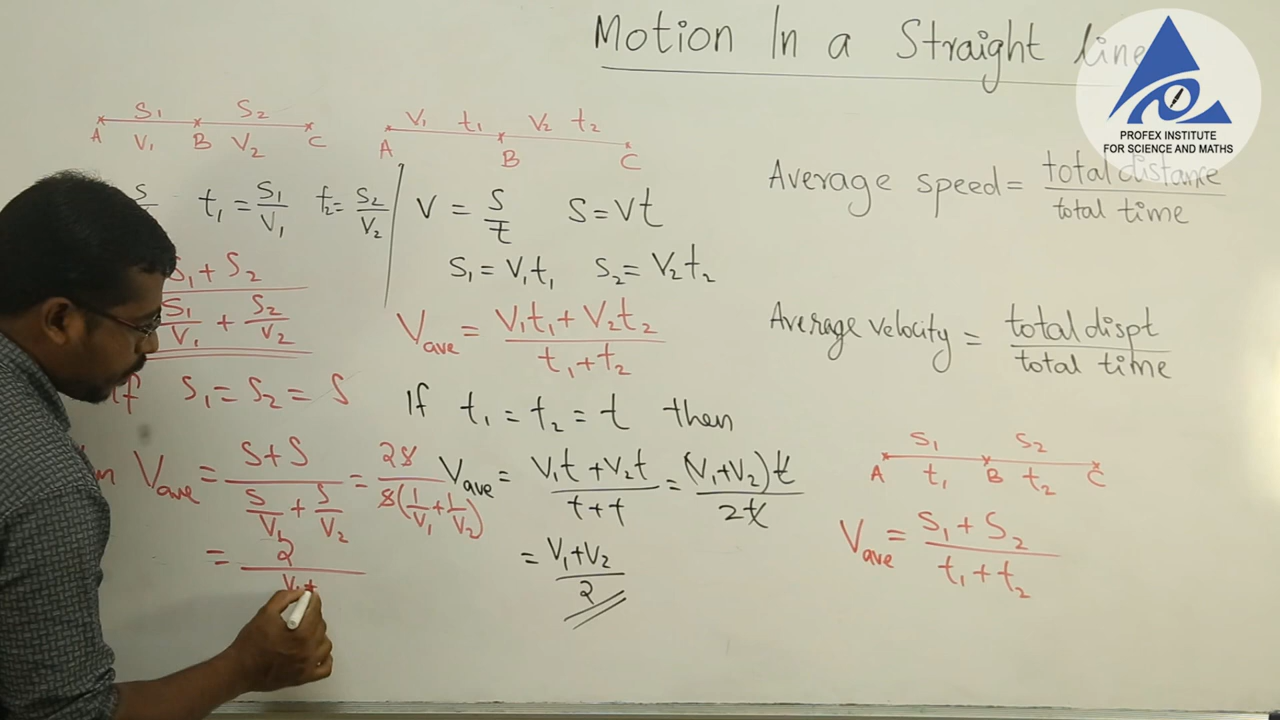 Motion In a Straight line
PROFEX INSTITUTE
FOR SCIENCE AND MATHS
S₁ S₂
A V₁ B V₂ C
t₁ = S₁/V₁ t₂ = S₂/V₂
S₁ + S₂
S₁/V₁ + S₂/V₂
If S₁ = S₂ = S
Vave = (S+S)/(S/V₁ + S/V₂) = 2S/(S(1/V₁ + 1/V₂))
= 2/
V₁ +
V₁ t₁ V₂ t₂
A B C
V = S/t S = Vt
S₁ = V₁t₁ S₂ = V₂t₂
Vave = (V₁t₁ + V₂t₂)/(t₁ + t₂)
If t₁ = t₂ = t then
Vave = (V₁t + V₂t)/(t+t) = (V₁+V₂)t/2t
= (V₁+V₂)/2
Average speed = total distance/total time
Average velocity = total dispt/total time
S₁ S₂
A t₁ B t₂ C
Vave = (S₁ + S₂)/(t₁ + t₂)